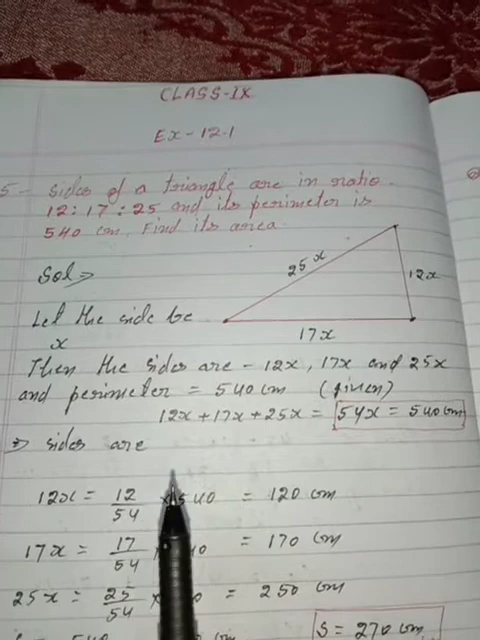 CLASS-IX
Ex-12.1
5- Sides of a triangle are in ratio
12:17:25 and its perimeter is
540 cm. Find its area.
Sol⇒
25x
12x
17x
Let the side be
x
Then the sides are - 12x, 17x and 25x
and perimeter = 540 cm (given)
12x+17x+25x = 54x = 540 cm
⇒ sides are
12x = 12/54 × 540 = 120 cm
17x = 17/54 = 170 cm
25x = 25/54 × = 250 cm
S = 270 cm